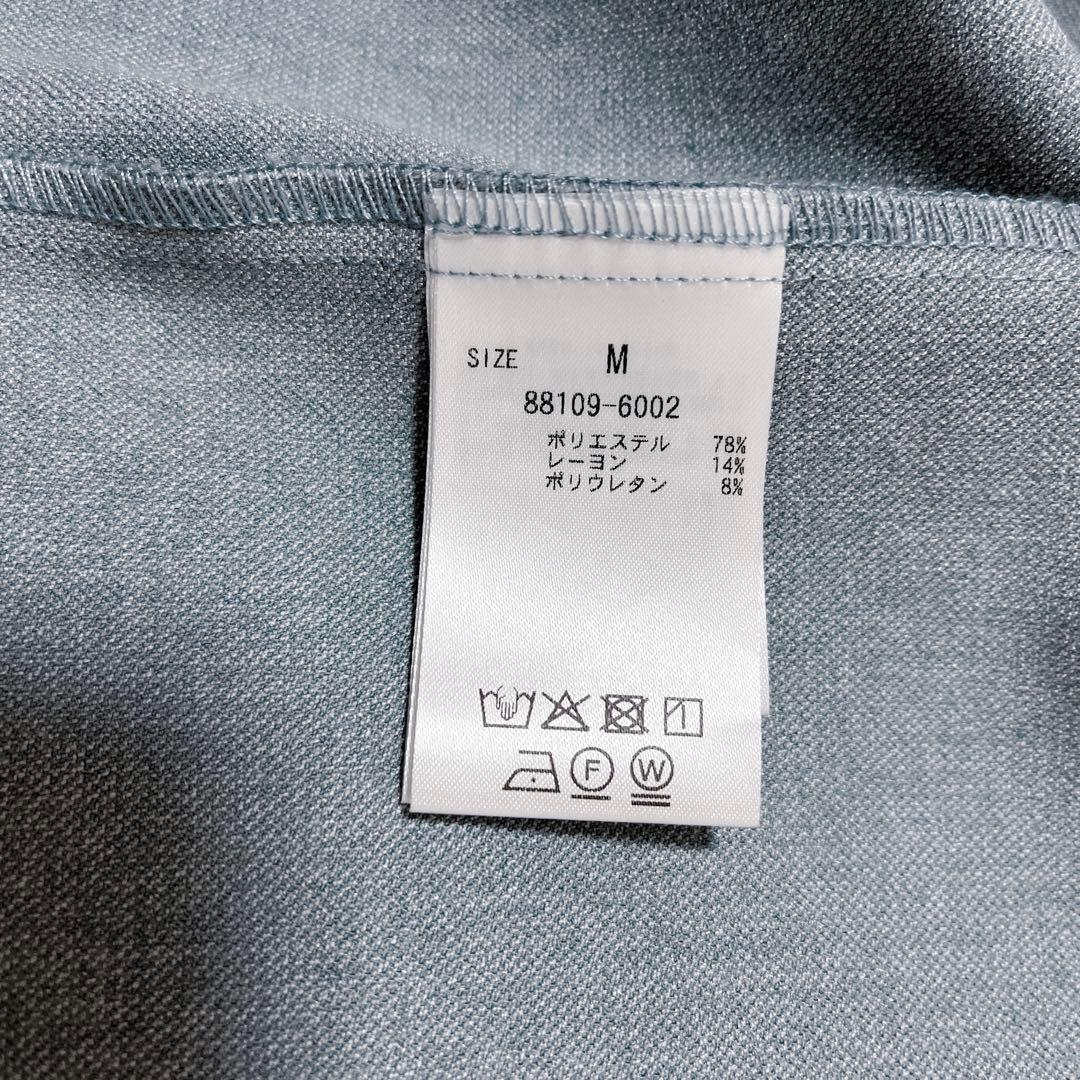 SIZE M
88109-6002
ポリエステル 78%
レーヨン 14%
ポリウレタン 8%
F W